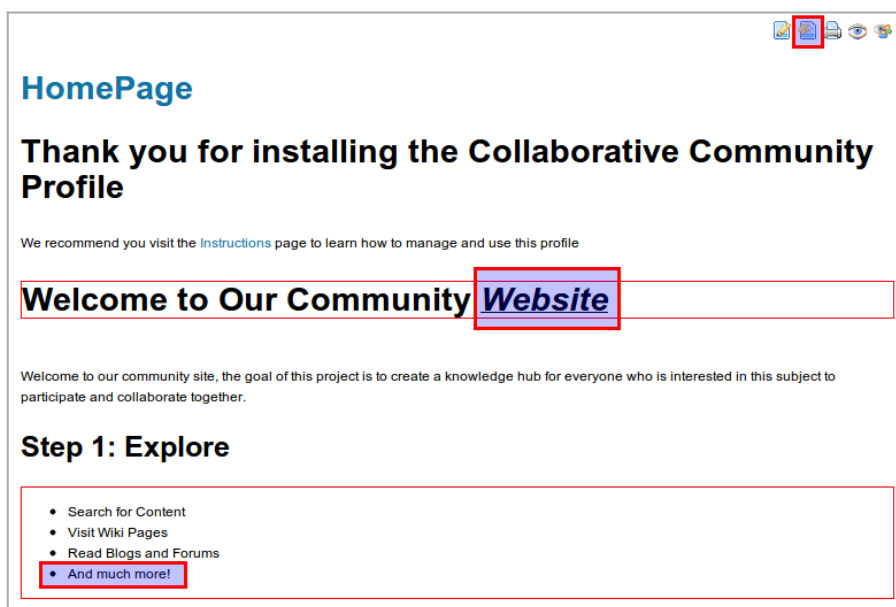 HomePage
Thank you for installing the Collaborative Community
Profile
We recommend you visit the Instructions page to learn how to manage and use this profile
Welcome to Our Community Website
Welcome to our community site, the goal of this project is to create a knowledge hub for everyone who is interested in this subject to
participate and collaborate together.
Step 1: Explore
Search for Content
Visit Wiki Pages
Read Blogs and Forums
And much more!